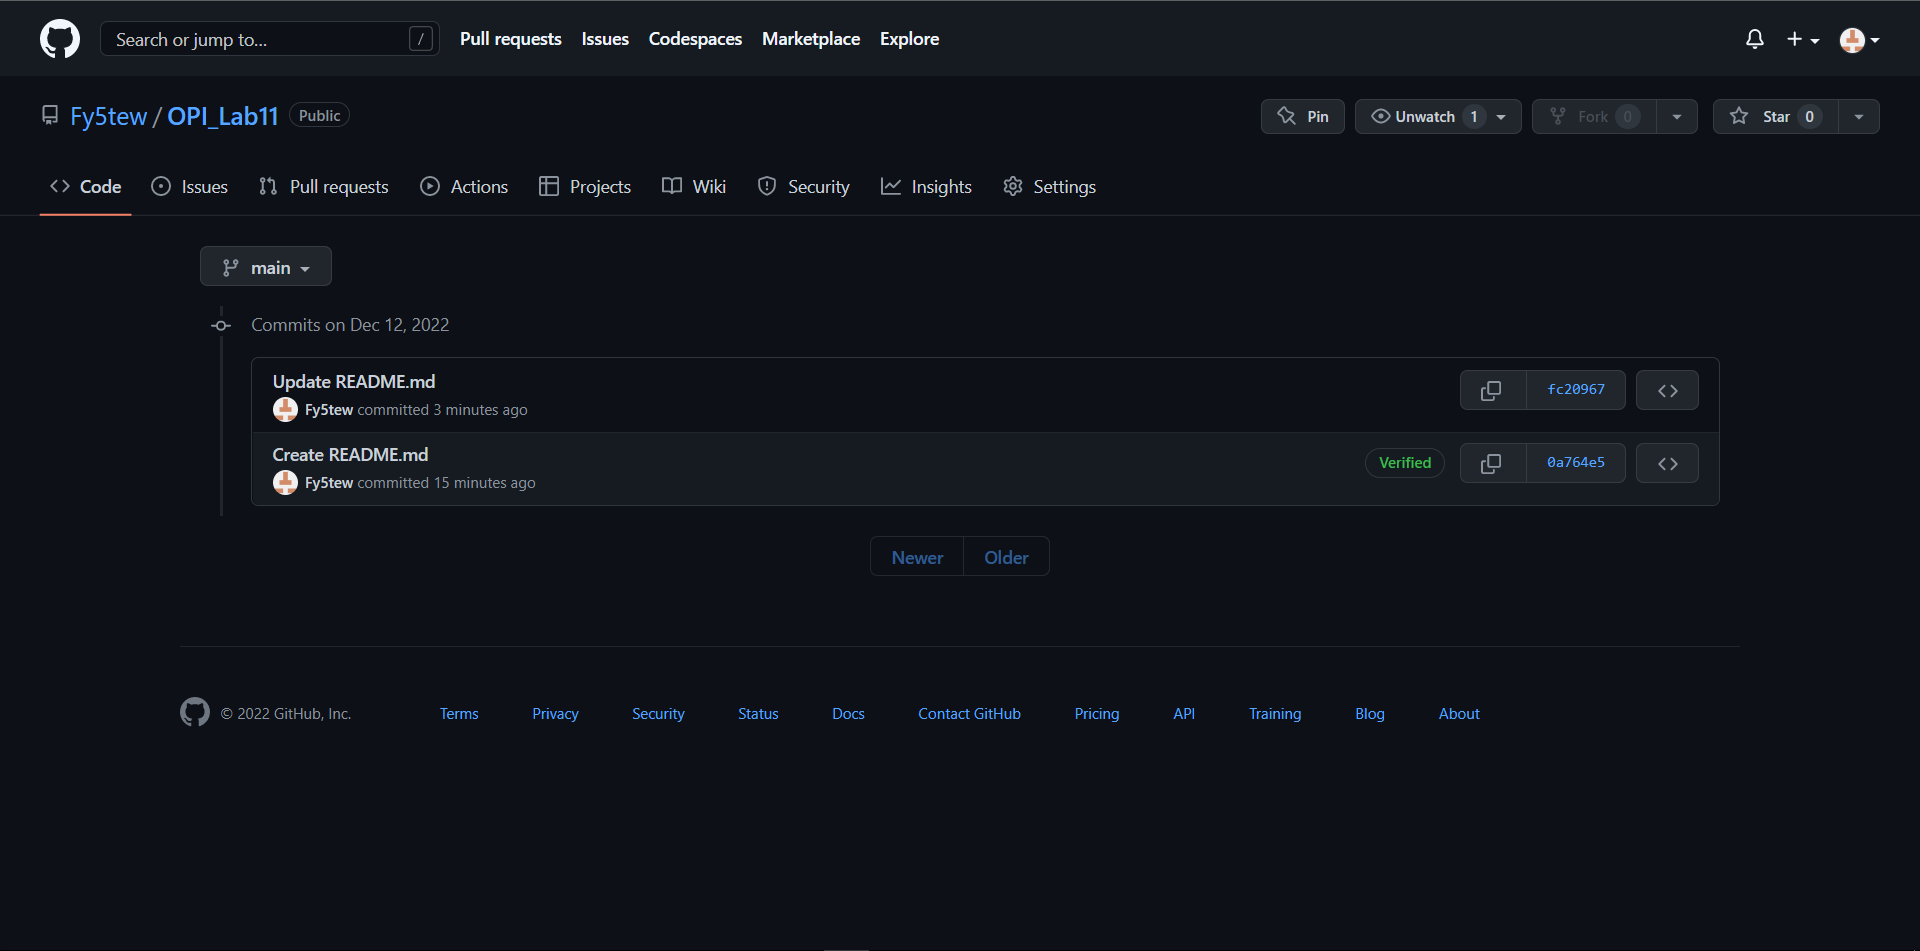 Search or jump to... /
Pull requests Issues Codespaces Marketplace Explore
Fy5tew / OPI_Lab11 Public
Pin Unwatch 1 Fork 0 Star 0
Code Issues Pull requests Actions Projects Wiki Security Insights Settings
main
Commits on Dec 12, 2022
Update README.md
Fy5tew committed 3 minutes ago
fc20967
Create README.md
Fy5tew committed 15 minutes ago
Verified 0a764e5
Newer Older
© 2022 GitHub, Inc. Terms Privacy Security Status Docs Contact GitHub Pricing API Training Blog About